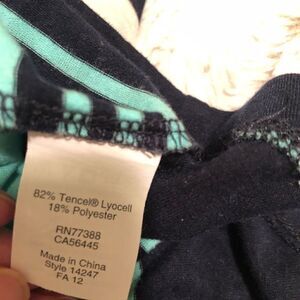 82% Tencel® Lyocell
18% Polyester
RN77388
CA56445
Made in China
Style 14247
FA 12